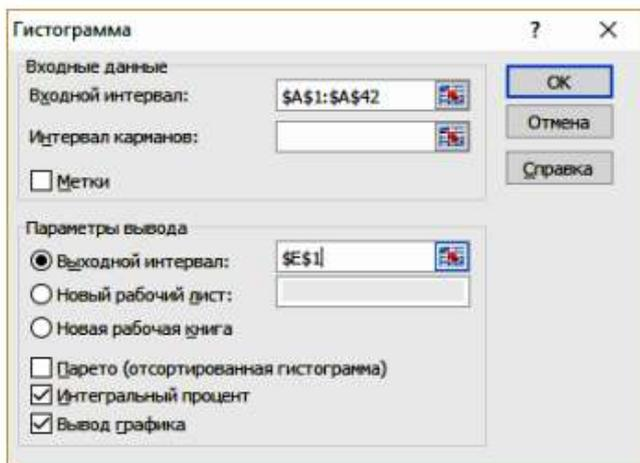 Гистограмма ? ×
Входные данные
Входной интервал: $A$1:$A$42
Интервал карманов:
Метки
OK
Отмена
Справка
Параметры вывода
Выходной интервал: $E$1
Новый рабочий лист:
Новая рабочая книга
Парето (отсортированная гистограмма)
Интегральный процент
Вывод графика